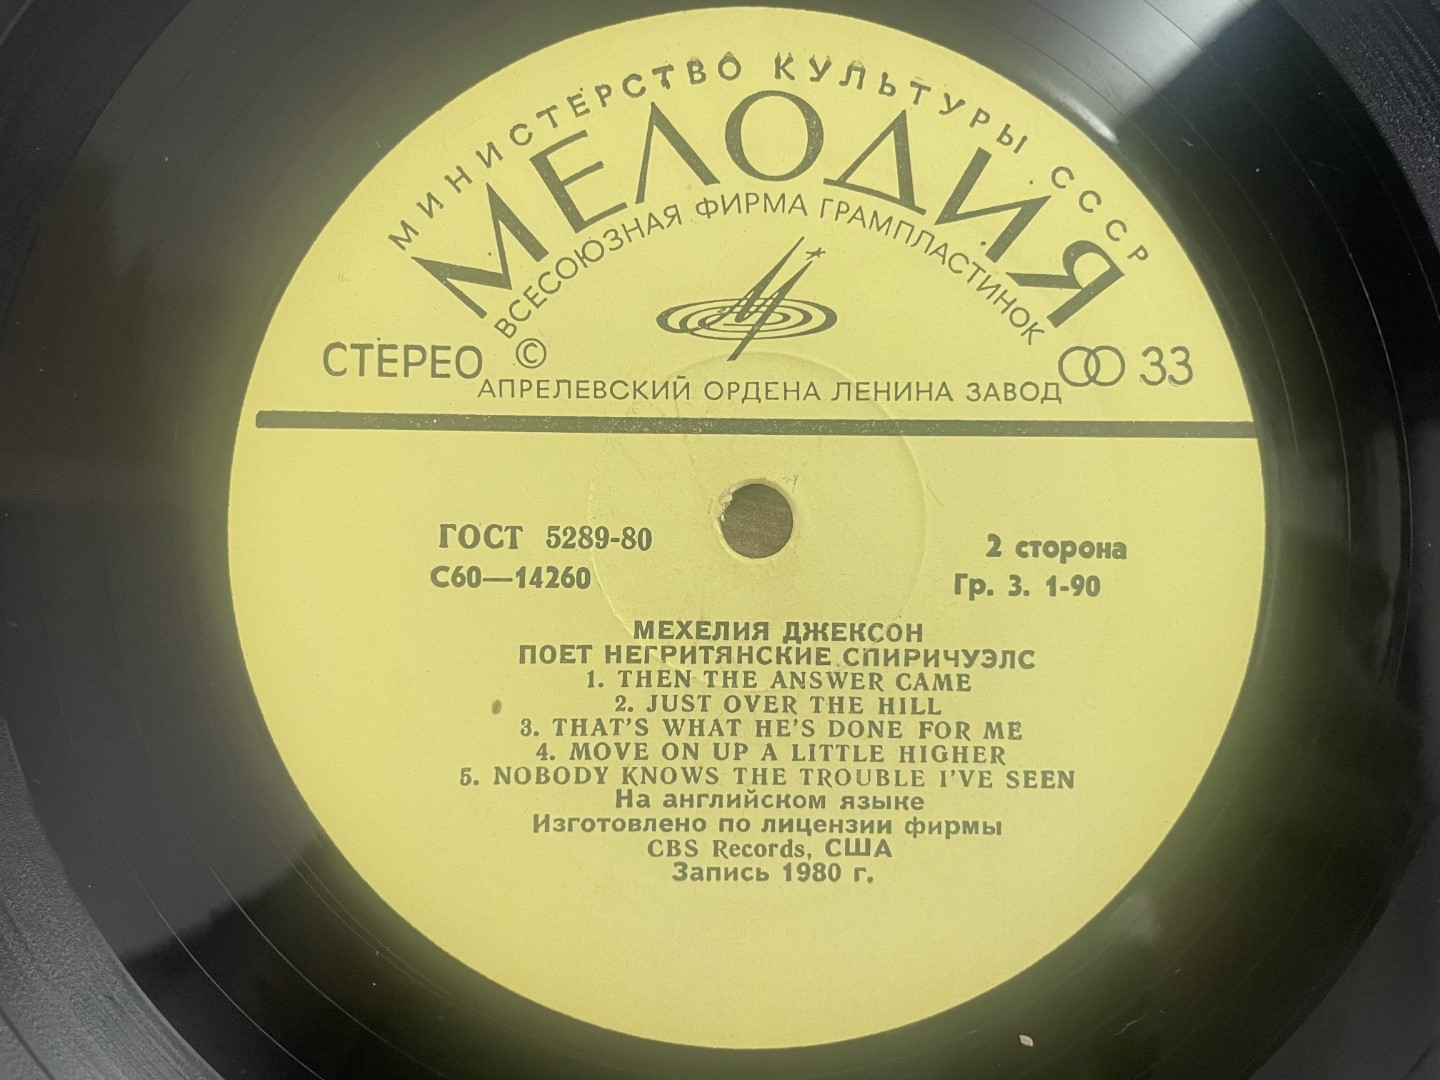 МИНИСТЕРСТВО КУЛЬТУРЫ СССР
МЕЛОДИЯ
ВСЕСОЮЗНАЯ ФИРМА ГРАМПЛАСТИНОК
СТЕРЕО © 33
АПРЕЛЕВСКИЙ ОРДЕНА ЛЕНИНА ЗАВОД
ГОСТ 5289-80 2 сторона
С60—14260 Гр. 3. 1-90
МЕХЕЛИЯ ДЖЕКСОН
ПОЕТ НЕГРИТЯНСКИЕ СПИРИЧУЭЛС
1. THEN THE ANSWER CAME
2. JUST OVER THE HILL
3. THAT'S WHAT HE'S DONE FOR ME
4. MOVE ON UP A LITTLE HIGHER
5. NOBODY KNOWS THE TROUBLE I'VE SEEN
На английском языке
Изготовлено по лицензии фирмы
CBS Records, США
Запись 1980 г.